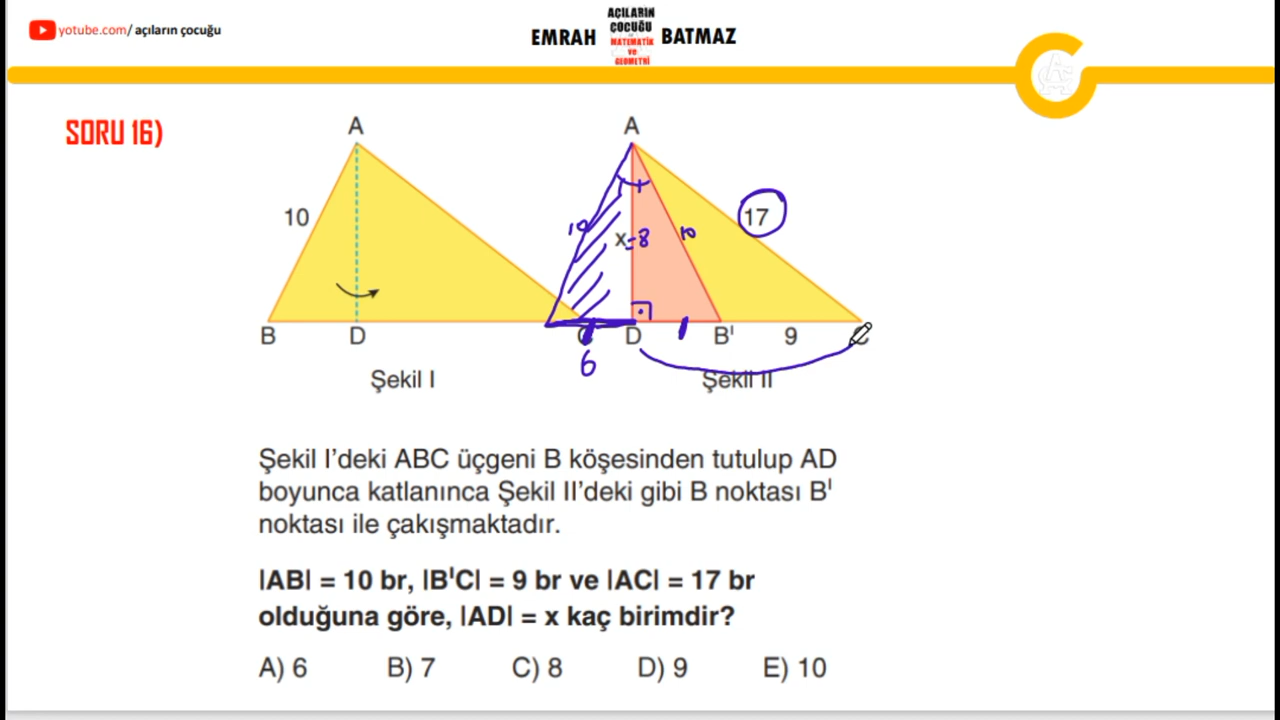 yotube.com/ açıların çocuğu
EMRAH
AÇILARIN
ÇOCUĞU
MATEMATİK
ve
GEOMETRİ
BATMAZ
SORU 16)
A
10
B
D
C
Şekil I
A
10
x=8
10
17
D
B'
9
C
6
Şekil II
Şekil I'deki ABC üçgeni B köşesinden tutulup AD
boyunca katlanınca Şekil II'deki gibi B noktası B'
noktası ile çakışmaktadır.
|AB| = 10 br, |B'C| = 9 br ve |AC| = 17 br
olduğuna göre, |AD| = x kaç birimdir?
A) 6 B) 7 C) 8 D) 9 E) 10